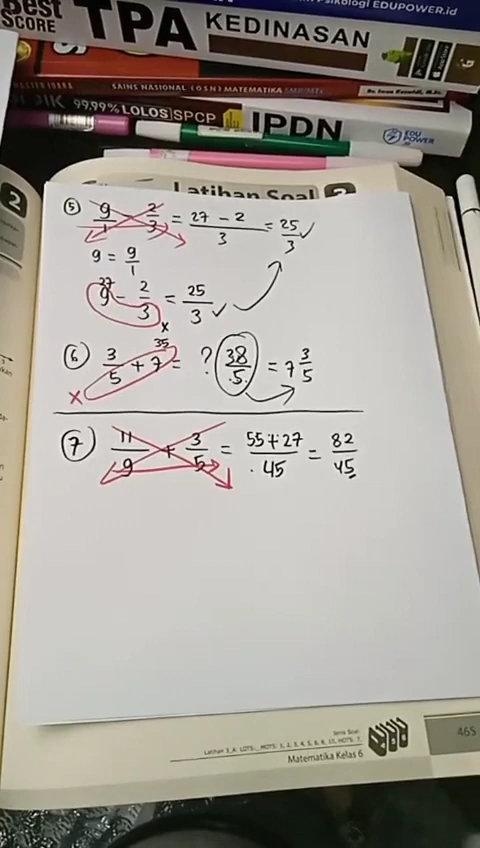 Psikologi EDUPOWER.id
Best
SCORE
TPA KEDINASAN
SAINS NASIONAL (OSN) MATEMATIKA
99,99% LOLOS SPCP IPDN
EDU
POWER
2
Latihan Soal
⑤ 9/1 - 2/3 = (27 - 2)/3 = 25/3 ✓
9 = 9/1
27
9 - 2/3 = 25/3 ✓
x
35
⑥ 3/5 + 7 = ? 38/5 = 7 3/5
x
⑦ 11/9 + 3/5 = (55 + 27)/45 = 82/45
Jenis Soal:
Matematika Kelas 6
465